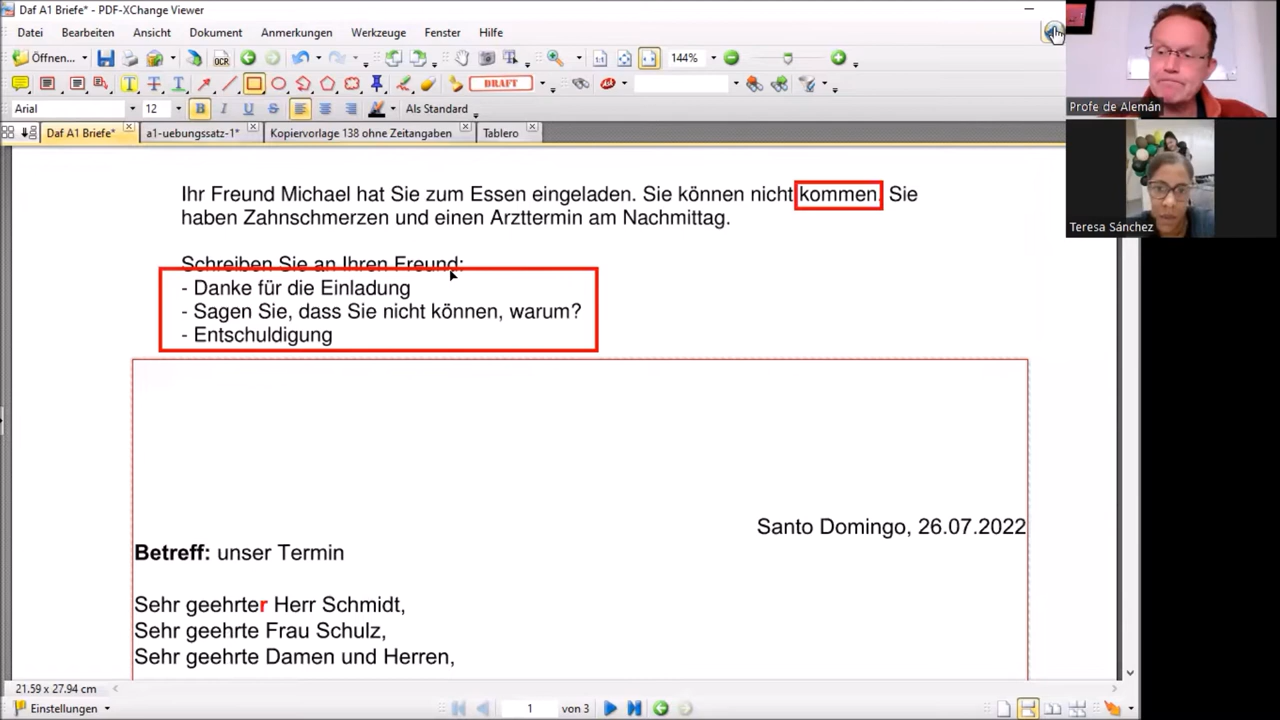 Daf A1 Briefe* - PDF-XChange Viewer
Datei Bearbeiten Ansicht Dokument Anmerkungen Werkzeuge Fenster Hilfe
Öffnen... OCR 144%
DRAFT
Arial 12 B I U S Als Standard
Daf A1 Briefe* a1-uebungssatz-1* Kopiervorlage 138 ohne Zeitangaben Tablero
Profe de Alemán
Teresa Sánchez
Ihr Freund Michael hat Sie zum Essen eingeladen. Sie können nicht kommen. Sie
haben Zahnschmerzen und einen Arzttermin am Nachmittag.
Schreiben Sie an Ihren Freund:
- Danke für die Einladung
- Sagen Sie, dass Sie nicht können, warum?
- Entschuldigung
Santo Domingo, 26.07.2022
Betreff: unser Termin
Sehr geehrter Herr Schmidt,
Sehr geehrte Frau Schulz,
Sehr geehrte Damen und Herren,
21.59 x 27.94 cm
Einstellungen 1 von 3